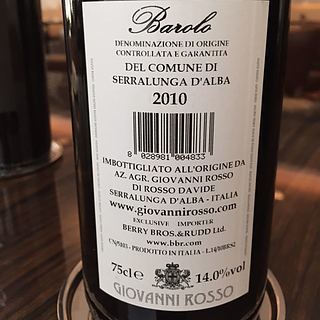 Barolo
DENOMINAZIONE DI ORIGINE
CONTROLLATA E GARANTITA
DEL COMUNE DI
SERRALUNGA D'ALBA
2010
8 028981 004833
IMBOTTIGLIATO ALL'ORIGINE DA
AZ. AGR. GIOVANNI ROSSO
DI ROSSO DAVIDE
SERRALUNGA D'ALBA - ITALIA
www.giovannirosso.com
EXCLUSIVE IMPORTER
BERRY BROS.&RUDD Ltd.
www.bbr.com
PRODOTTO IN ITALIA
75cl e 14.0%vol
GIOVANNI ROSSO